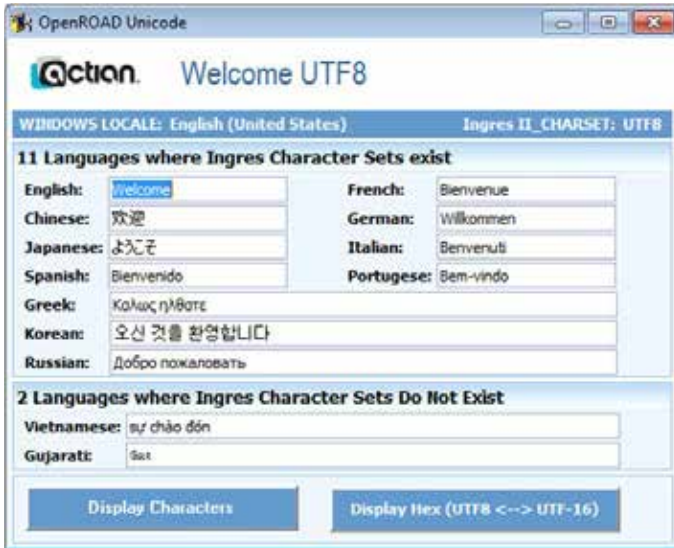 OpenROAD Unicode
Actian Welcome UTF8
WINDOWS LOCALE: English (United States) Ingres II_CHARSET: UTF8
11 Languages where Ingres Character Sets exist
English: Welcome French: Bienvenue
Chinese: 欢迎 German: Willkommen
Japanese: ようこそ Italian: Benvenuti
Spanish: Bienvenido Portugese: Bem-vindo
Greek: Καλως ηλθατε
Korean: 오신 것을 환영합니다
Russian: Добро пожаловать
2 Languages where Ingres Character Sets Do Not Exist
Vietnamese: sự chào đón
Gujarati:
Display Characters Display Hex (UTF8 <--> UTF-16)